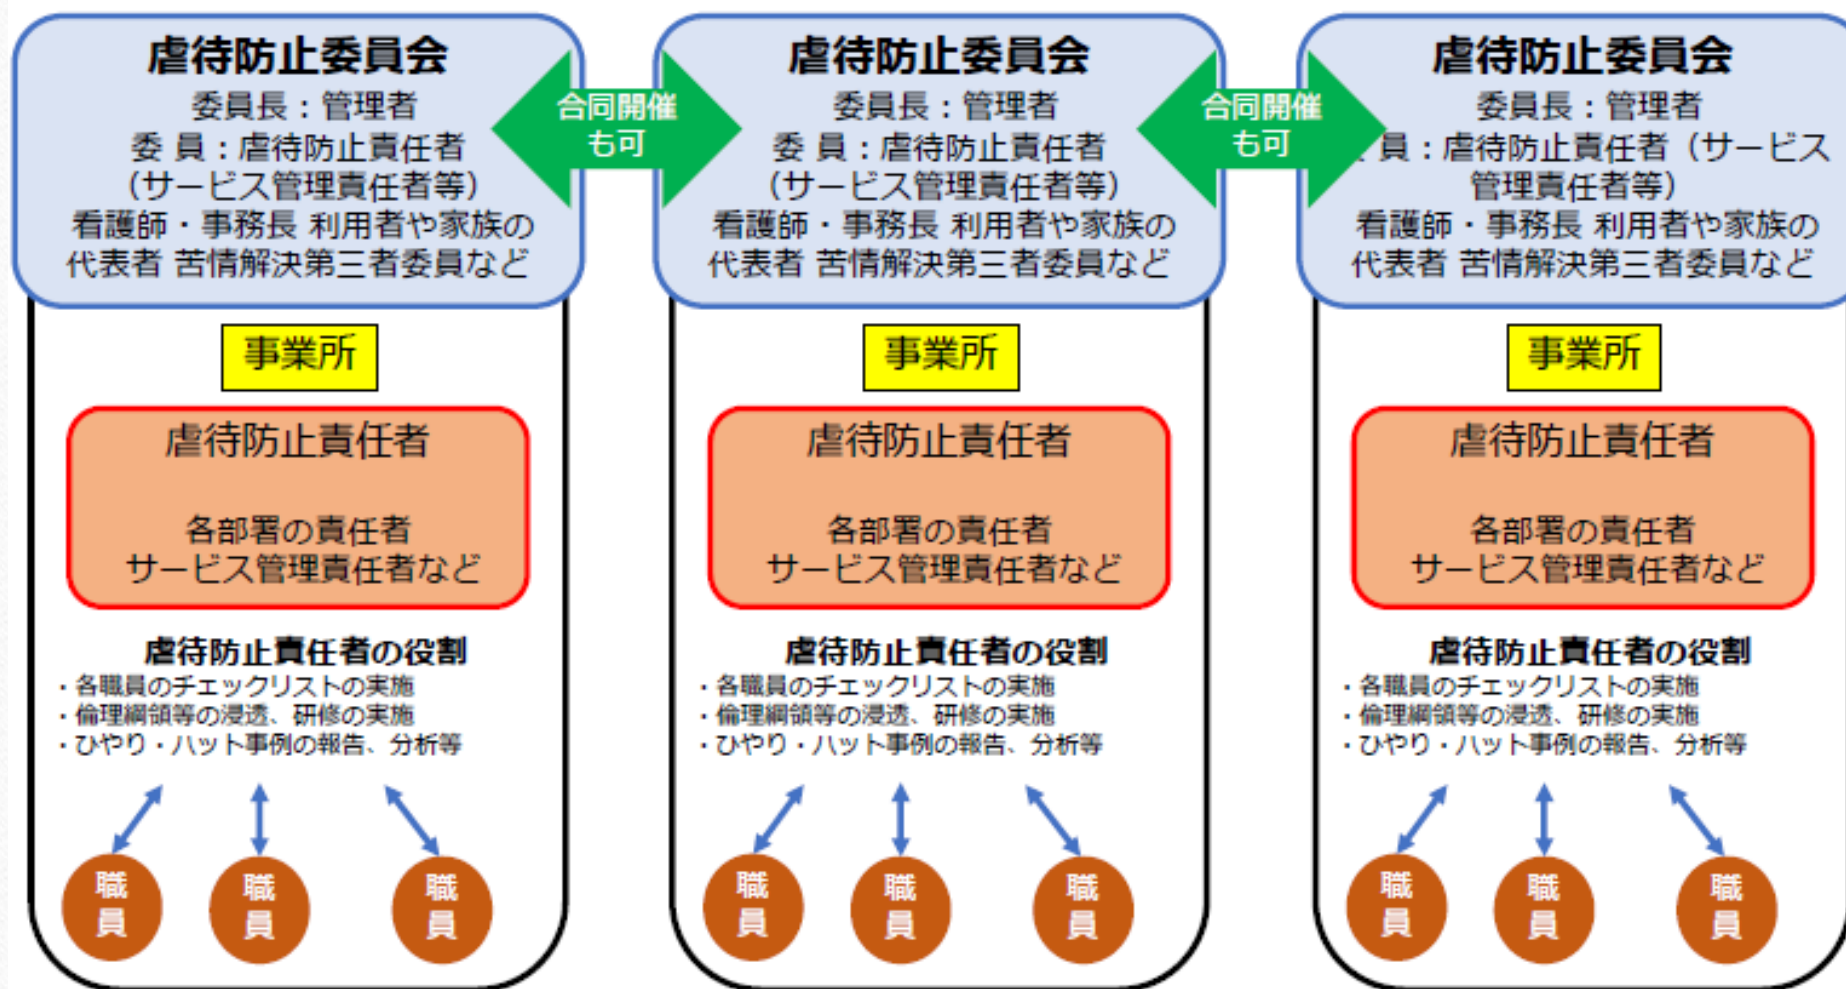 虐待防止委員会
委員長：管理者
委 員：虐待防止責任者
（サービス管理責任者等）
看護師・事務長 利用者や家族の
代表者 苦情解決第三者委員など
合同開催
も可
虐待防止委員会
委員長：管理者
委 員：虐待防止責任者
（サービス管理責任者等）
看護師・事務長 利用者や家族の
代表者 苦情解決第三者委員など
合同開催
も可
虐待防止委員会
委員長：管理者
員：虐待防止責任者（サービス
管理責任者等）
看護師・事務長 利用者や家族の
代表者 苦情解決第三者委員など
事業所
虐待防止責任者
各部署の責任者
サービス管理責任者など
虐待防止責任者の役割
・各職員のチェックリストの実施
・倫理綱領等の浸透、研修の実施
・ひやり・ハット事例の報告、分析等
職
員
職
員
職
員
事業所
虐待防止責任者
各部署の責任者
サービス管理責任者など
虐待防止責任者の役割
・各職員のチェックリストの実施
・倫理綱領等の浸透、研修の実施
・ひやり・ハット事例の報告、分析等
職
員
職
員
職
員
事業所
虐待防止責任者
各部署の責任者
サービス管理責任者など
虐待防止責任者の役割
・各職員のチェックリストの実施
・倫理綱領等の浸透、研修の実施
・ひやり・ハット事例の報告、分析等
職
員
職
員
職
員